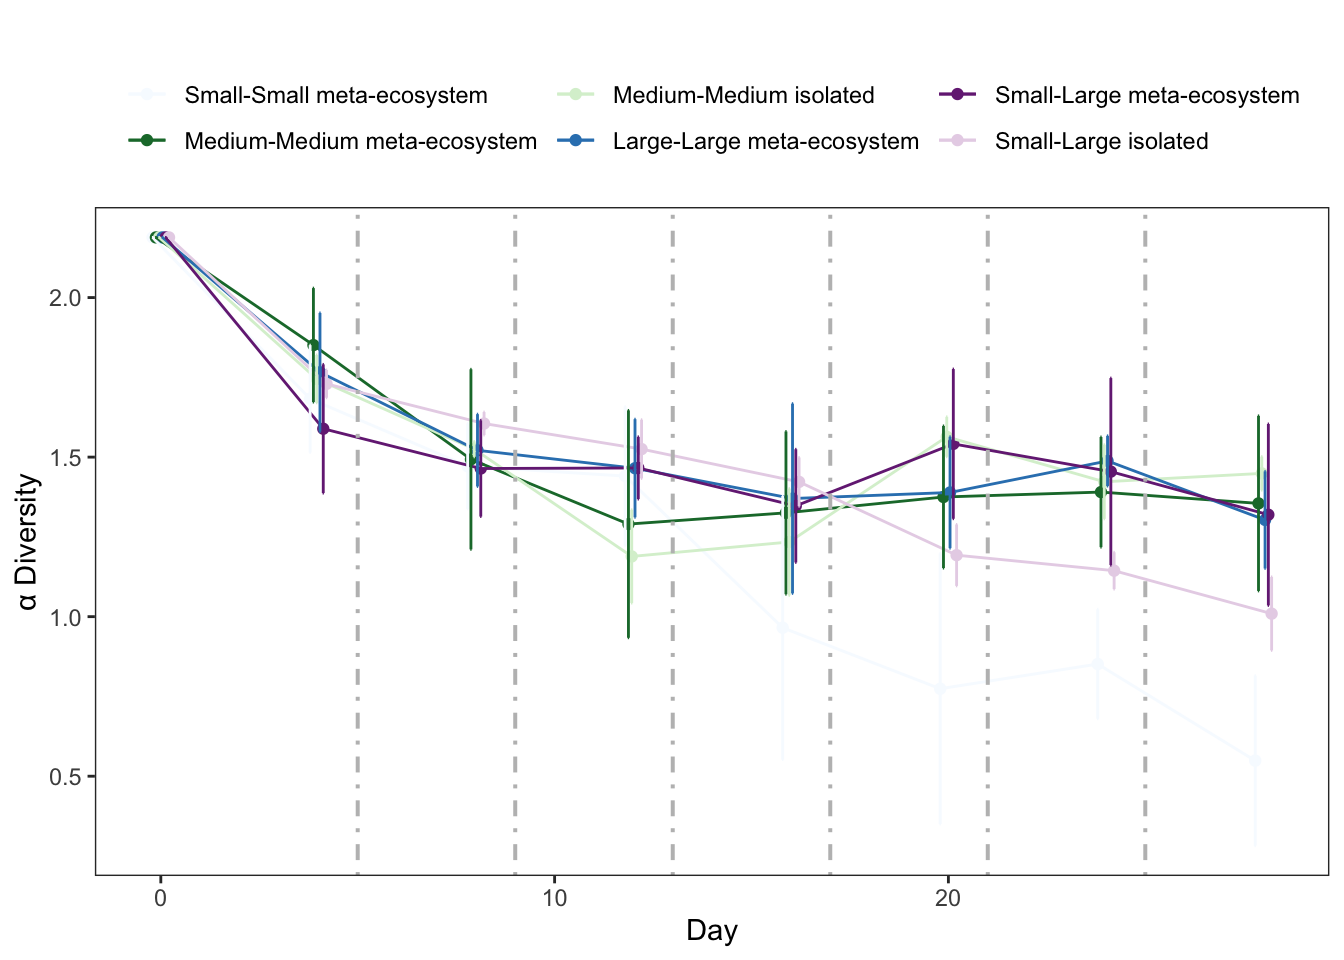 Small-Small meta-ecosystem Medium-Medium isolated Small-Large meta-ecosystem
Medium-Medium meta-ecosystem Large-Large meta-ecosystem Small-Large isolated
2.0
1.5
1.0
0.5
α Diversity
0 10 20
Day